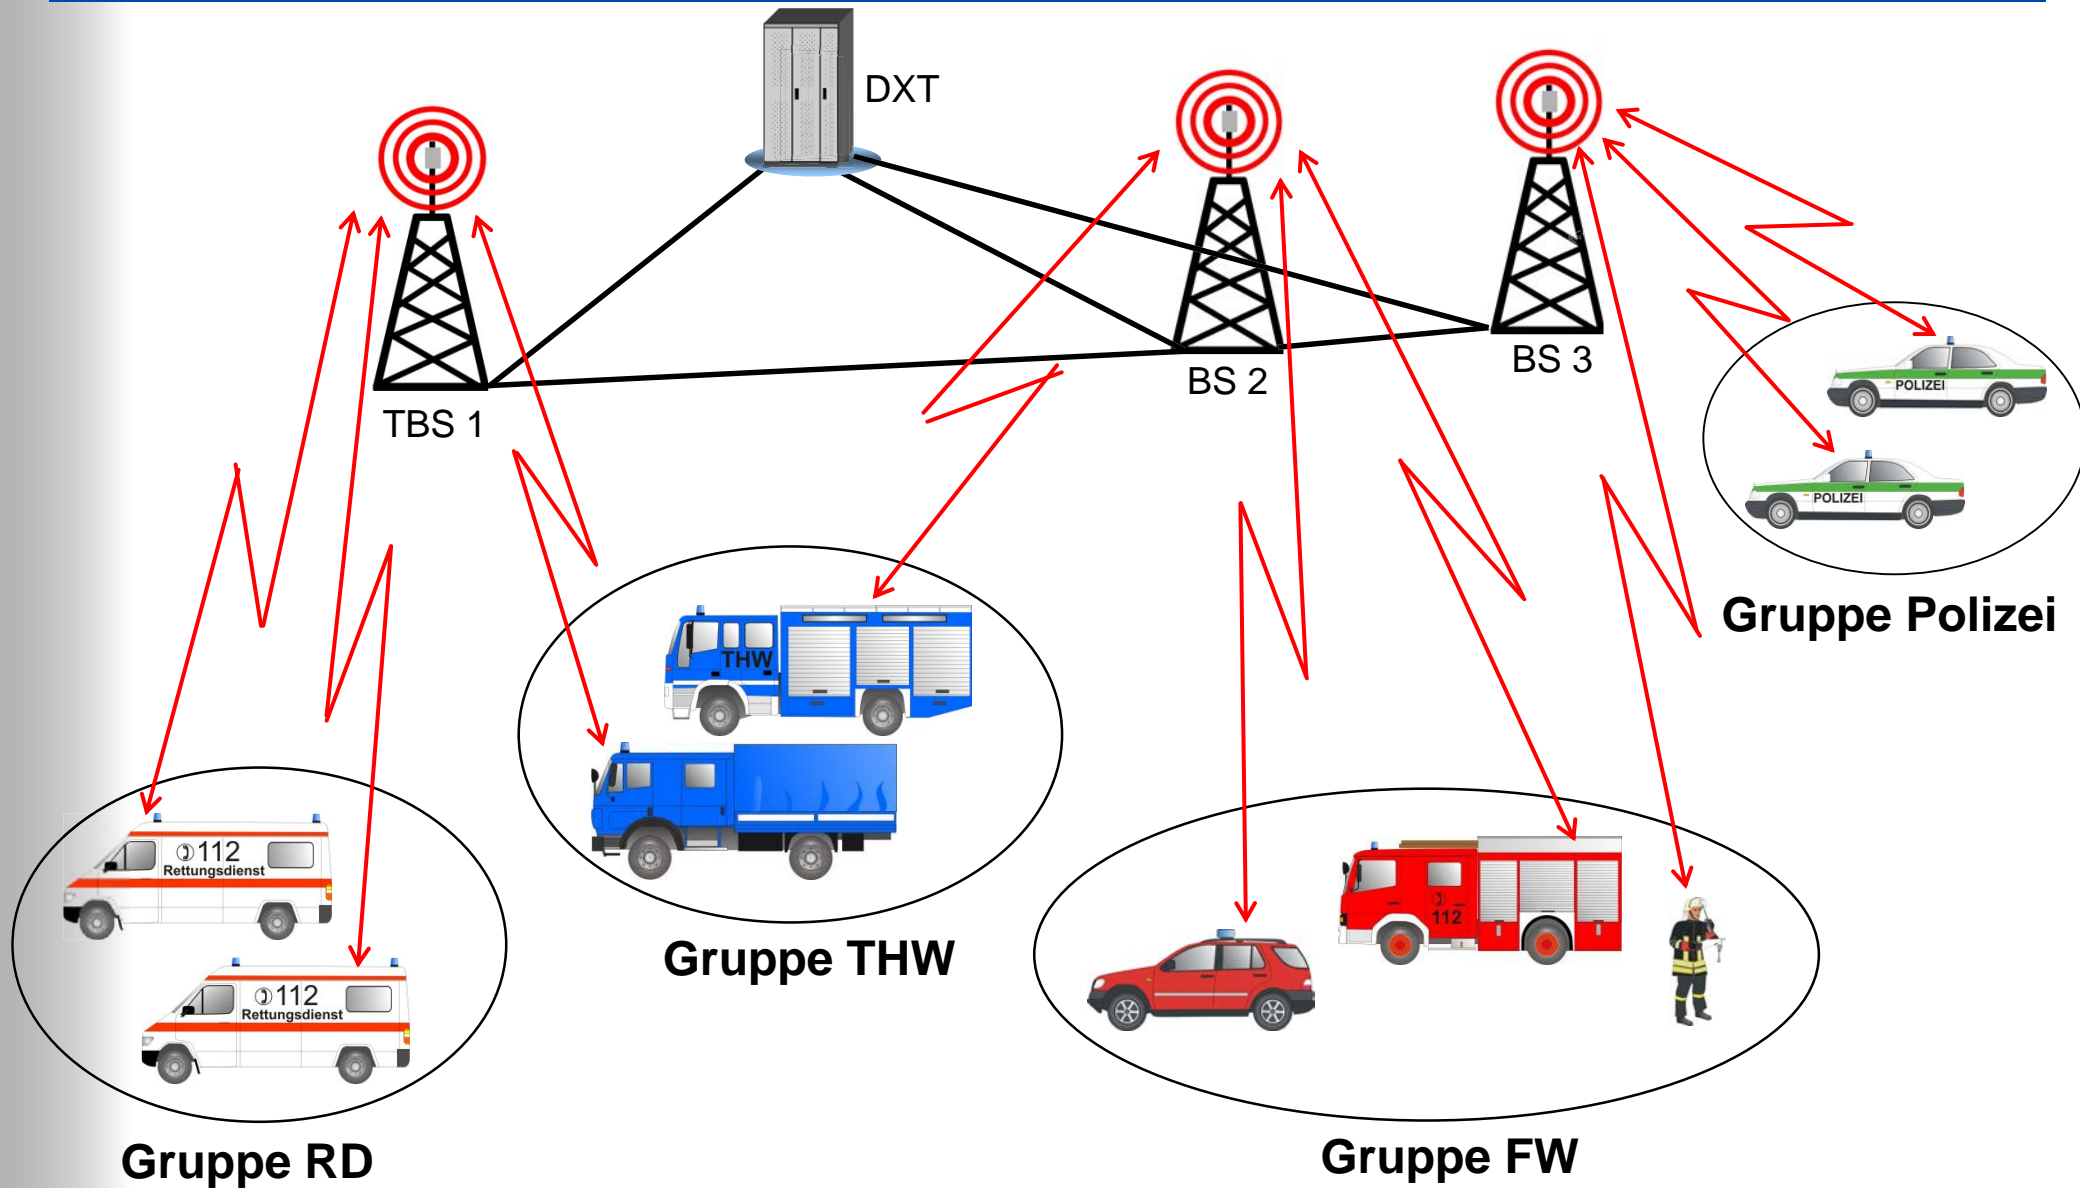 DXT
TBS 1
BS 2
BS 3
POLIZEI
POLIZEI
Gruppe Polizei
THW
Gruppe THW
112
Rettungsdienst
112
Rettungsdienst
Gruppe RD
112
Gruppe FW